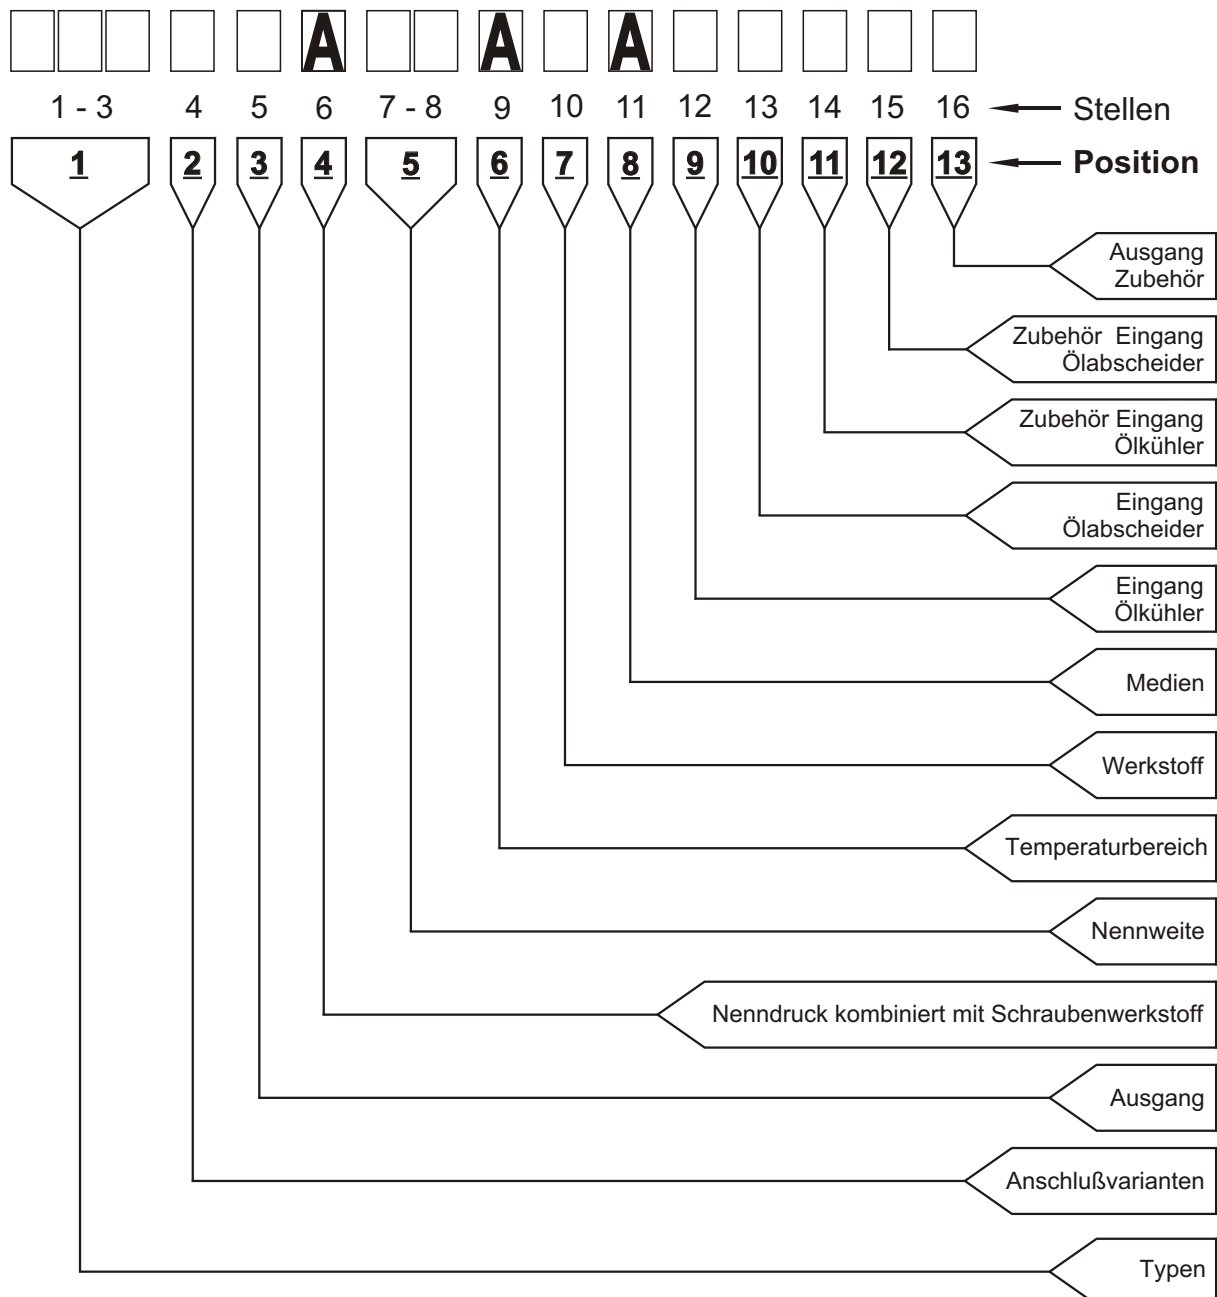 A A A
1 - 3 4 5 6 7 - 8 9 10 11 12 13 14 15 16 Stellen
1 2 3 4 5 6 7 8 9 10 11 12 13 Position
Ausgang
Zubehör
Zubehör Eingang
Ölabscheider
Zubehör Eingang
Ölkühler
Eingang
Ölabscheider
Eingang
Ölkühler
Medien
Werkstoff
Temperaturbereich
Nennweite
Nenndruck kombiniert mit Schraubenwerkstoff
Ausgang
Anschlußvarianten
Typen